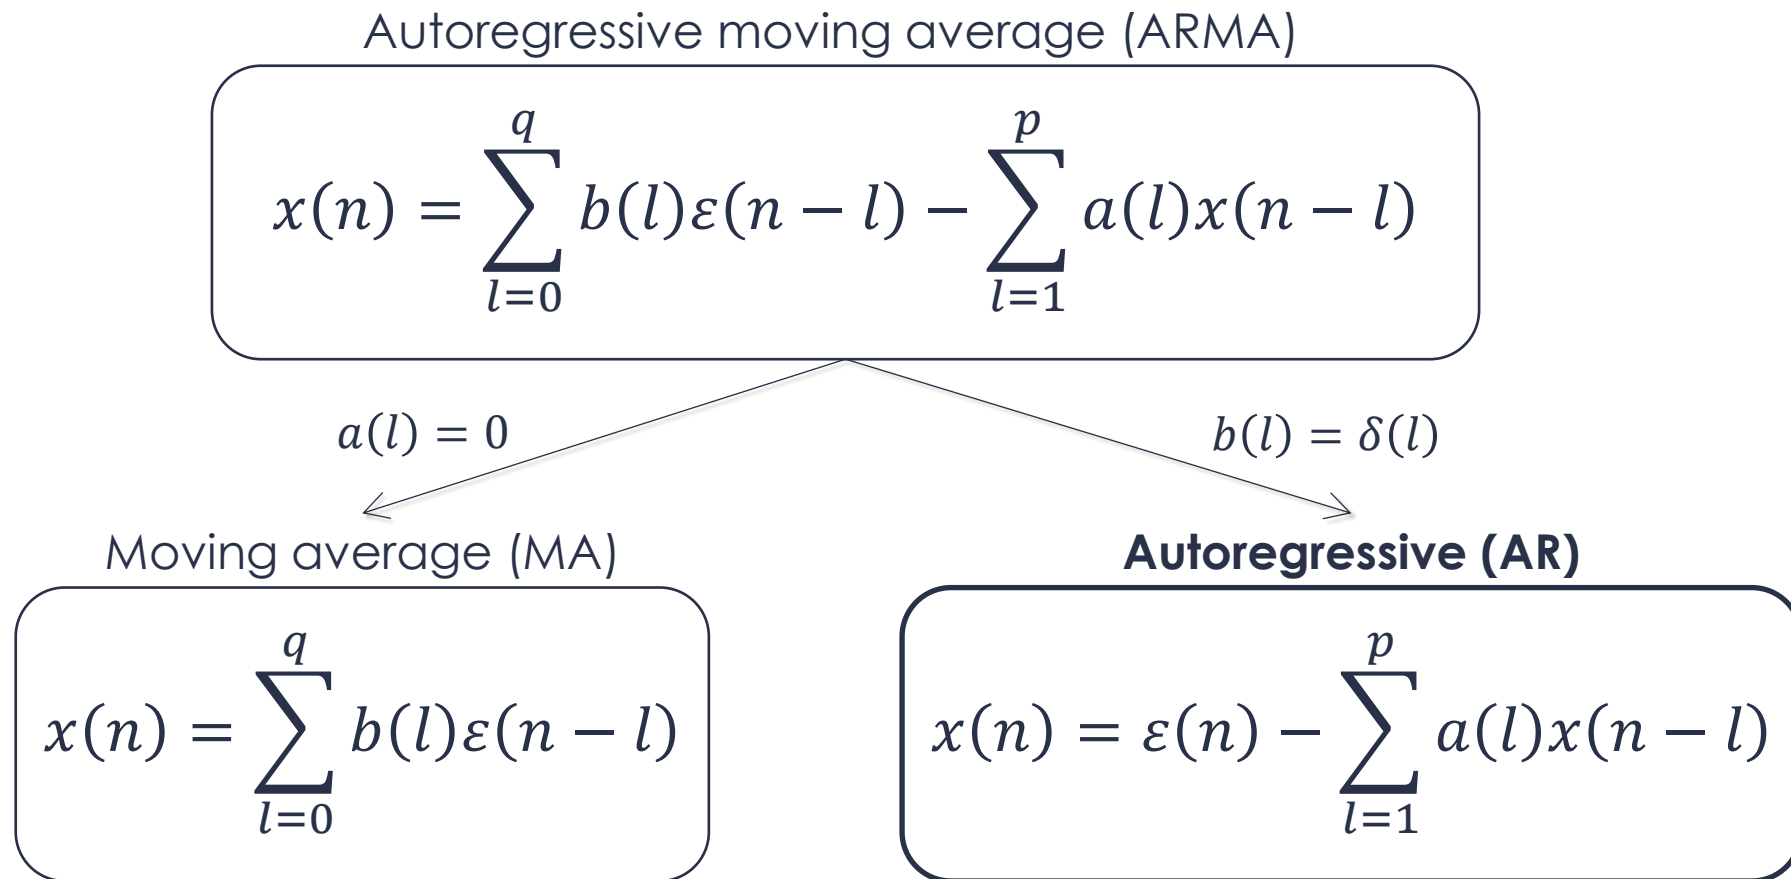 Autoregressive moving average (ARMA)
x(n) = ∑_{l=0}^{q} b(l)ε(n − l) − ∑_{l=1}^{p} a(l)x(n − l)
a(l) = 0
b(l) = δ(l)
Moving average (MA)
Autoregressive (AR)
x(n) = ∑_{l=0}^{q} b(l)ε(n − l)
x(n) = ε(n) − ∑_{l=1}^{p} a(l)x(n − l)